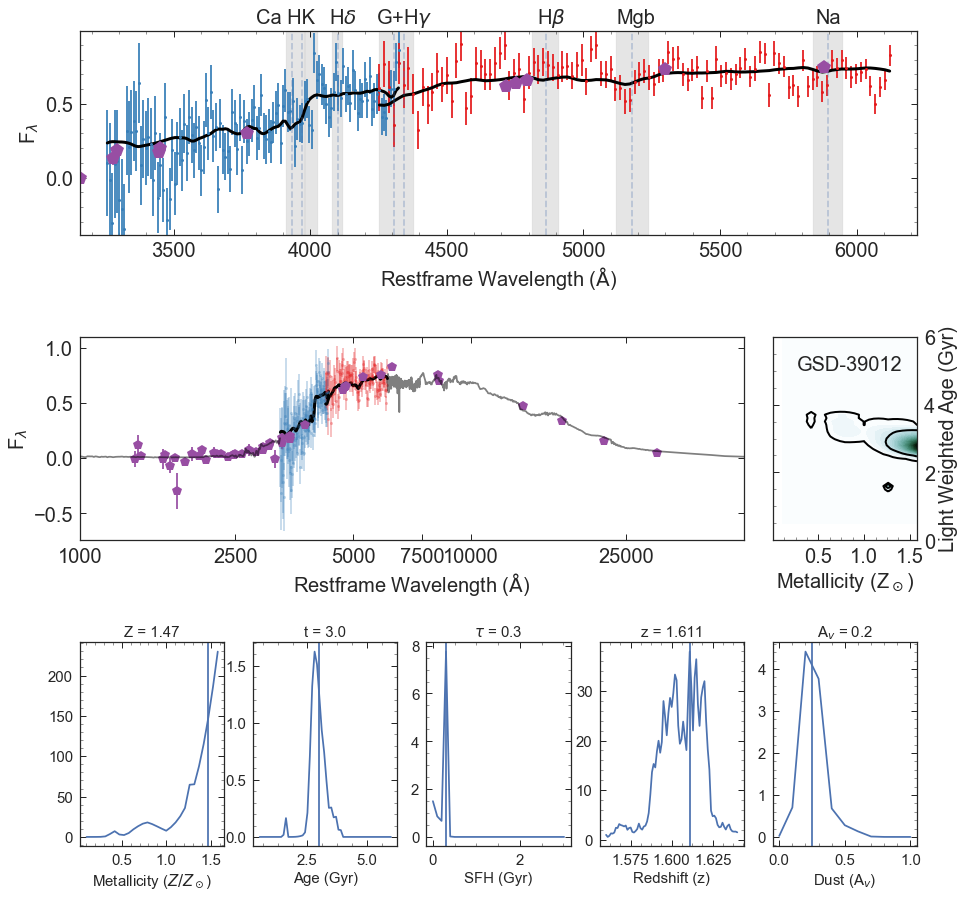 Ca HK Hδ G+Hγ Hβ Mgb Na
0.5
0.0
F_λ
3500 4000 4500 5000 5500 6000
Restframe Wavelength (Å)
1.0
0.5
0.0
−0.5
F_λ
1000 2500 5000 7500 10000 25000
Restframe Wavelength (Å)
GSD-39012
6
4
2
0
Light Weighted Age (Gyr)
0.5 1.0 1.5
Metallicity (Z_⊙)
Z = 1.47
200
150
100
50
0
0.5 1.0 1.5
Metallicity (Z/Z_⊙)
t = 3.0
1.5
1.0
0.5
0.0
2.5 5.0
Age (Gyr)
τ = 0.3
8
6
4
2
0
0 2
SFH (Gyr)
z = 1.611
30
20
10
0
1.575 1.600 1.625
Redshift (z)
A_v = 0.2
4
3
2
1
0
0.0 0.5 1.0
Dust (A_v)